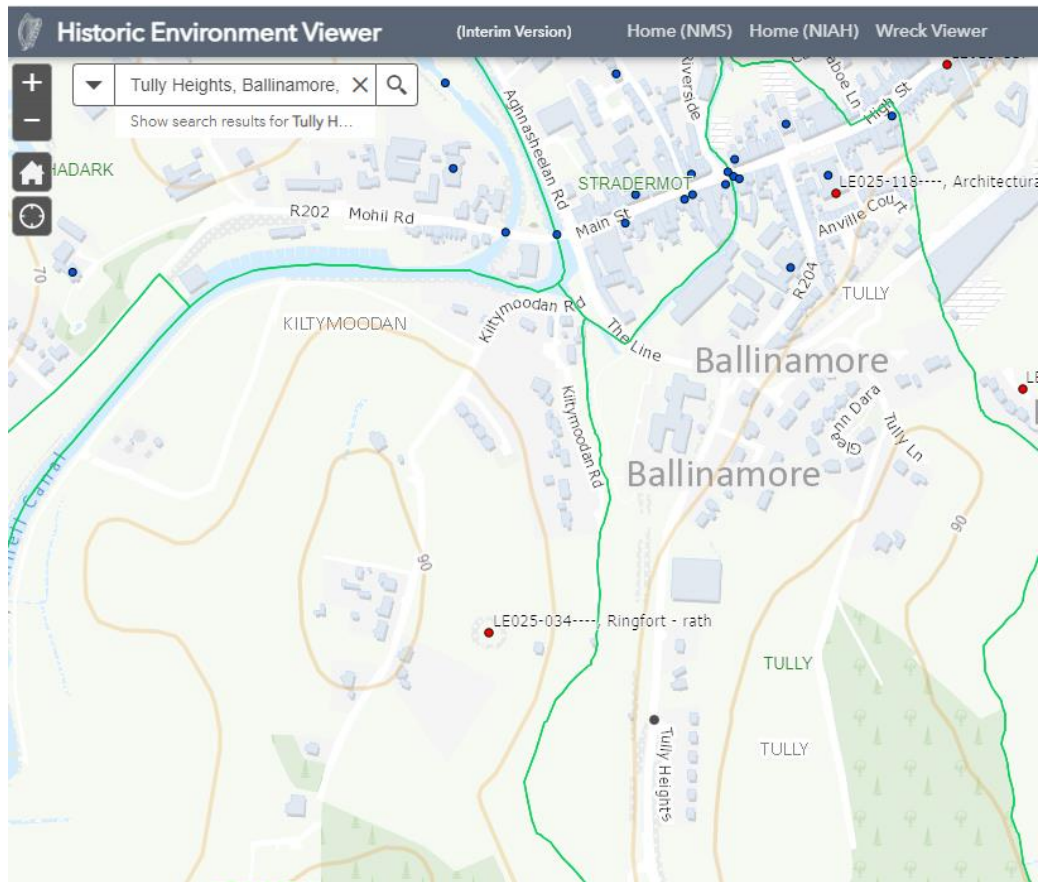 Historic Environment Viewer (Interim Version) Home (NMS) Home (NIAH) Wreck Viewer
+
Tully Heights, Ballinamore,
−
Show search results for Tully H...
Riverside
High St
Aghnasheelan Rd
HADARK
STRADERMOT
LE025-118----, Architectura
R202 Mohil Rd
Main St
Anville Court
70
R204
TULLY
KILTYMOODAN
Kiltymoodan Rd
The Line
Ballinamore
LE
Kiltymoodan Rd
Gleann Dara
Tully Ln
Ballinamore
Canal
90
90
LE025-034----, Ringfort - rath
TULLY
Tully Heights
TULLY